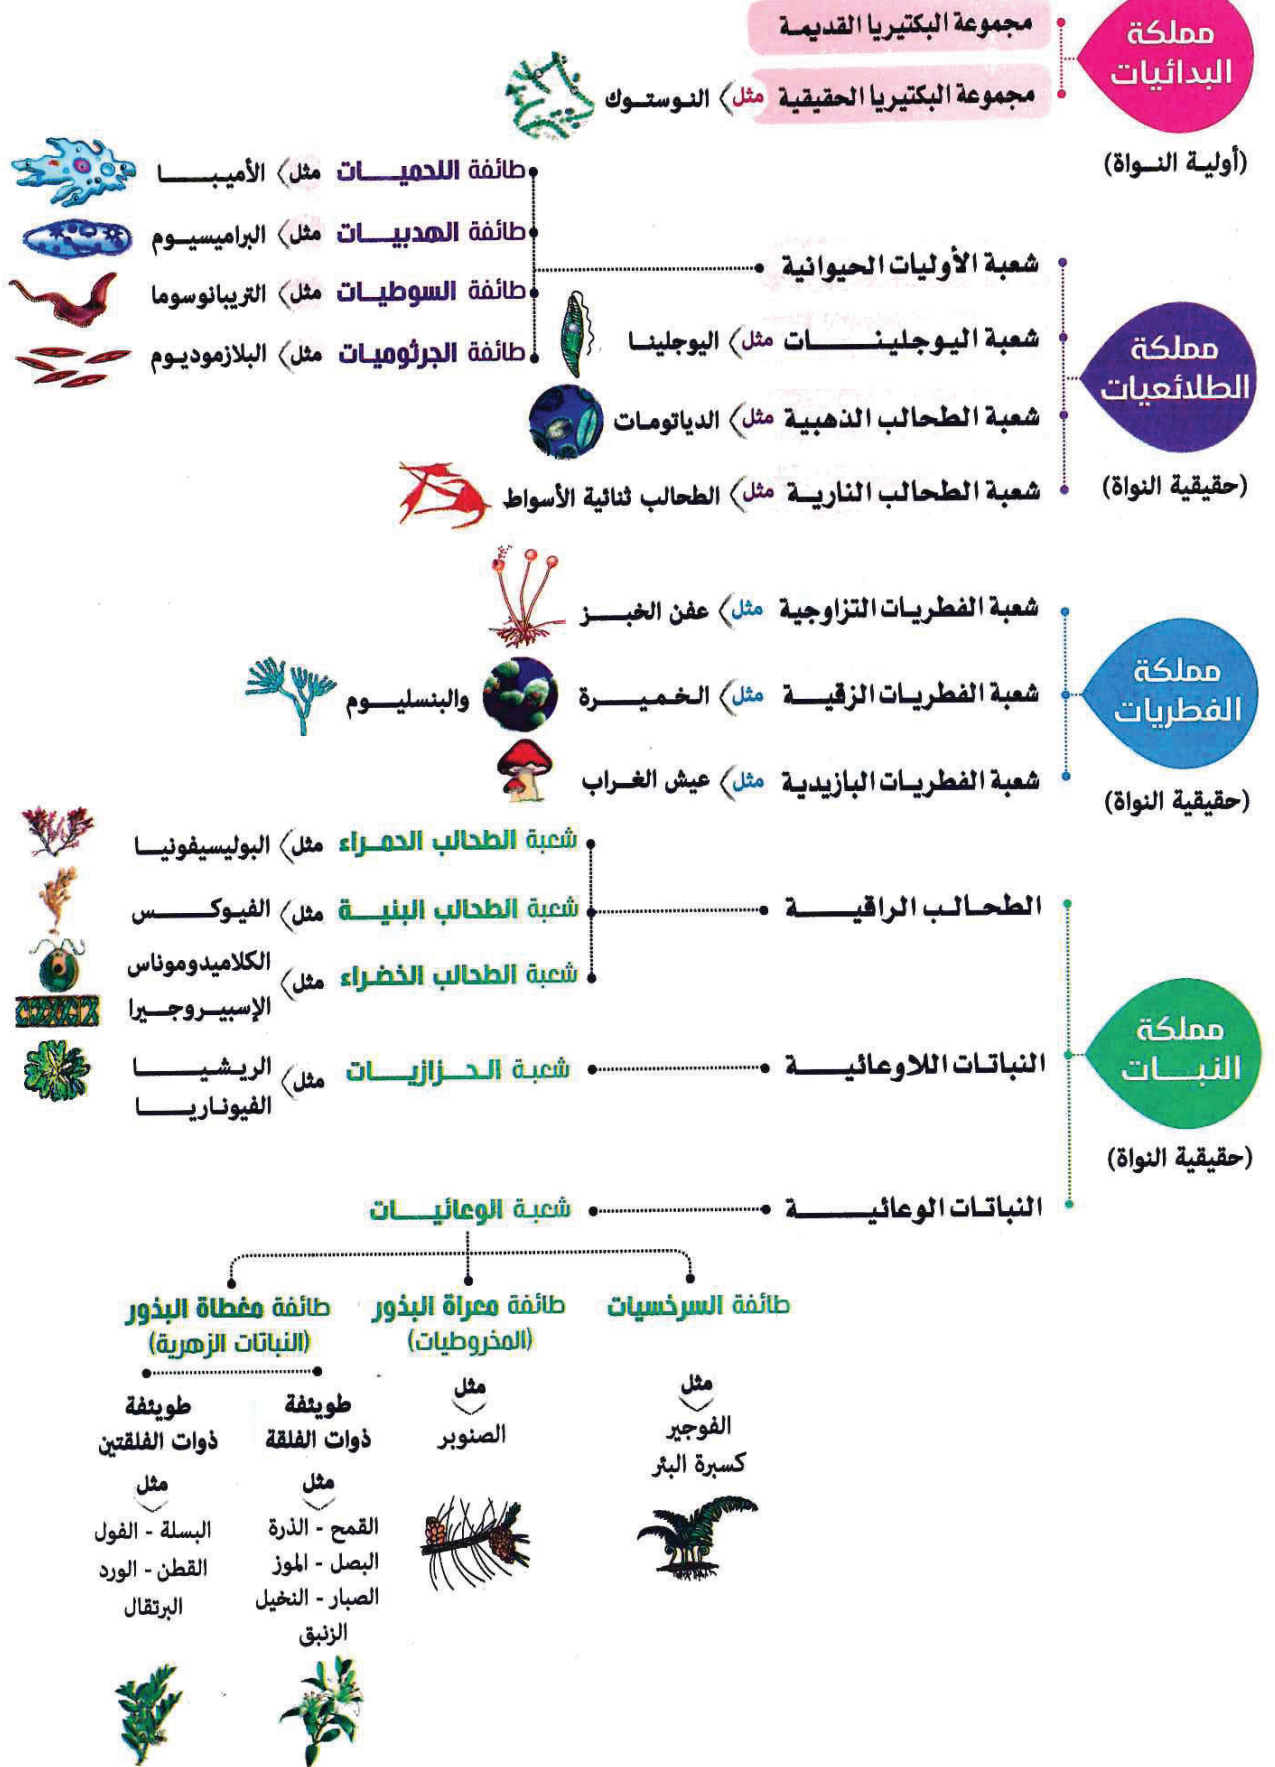 مملكة
البدائيات
(أولية النواة)
مجموعة البكتيريا القديمة
مجموعة البكتيريا الحقيقية مثل النوستوك
مملكة
الطلائعيات
(حقيقية النواة)
شعبة الأوليات الحيوانية
طائفة اللحميات مثل الأميبا
طائفة الهدبيات مثل البراميسيوم
طائفة السوطيات مثل التريبانوسوما
طائفة الجرثوميات مثل البلازموديوم
شعبة اليوجلينات مثل اليوجلينا
شعبة الطحالب الذهبية مثل الدياتومات
شعبة الطحالب النارية مثل الطحالب ثنائية الأسواط
مملكة
الفطريات
(حقيقية النواة)
شعبة الفطريات التزاوجية مثل عفن الخبز
شعبة الفطريات الزقية مثل الخميرة والبنسليوم
شعبة الفطريات البازيدية مثل عيش الغراب
مملكة
النبات
(حقيقية النواة)
الطحالب الراقية
شعبة الطحالب الحمراء مثل البوليسيفونيا
شعبة الطحالب البنية مثل الفيوكس
شعبة الطحالب الخضراء مثل الكلاميدوموناس
الإسبيروجيرا
النباتات اللاوعائية
شعبة الحزازيات مثل الريشيا
الفيوناريا
النباتات الوعائية
شعبة الوعائيات
طائفة السرخسيات
مثل
الفوجير
كسبرة البئر
طائفة معراة البذور
(المخروطيات)
مثل
الصنوبر
طائفة مغطاة البذور
(النباتات الزهرية)
طويئفة
ذوات الفلقة
مثل
القمح - الذرة
البصل - الموز
الصبار - النخيل
الزنبق
طويئفة
ذوات الفلقتين
مثل
البسلة - الفول
القطن - الورد
البرتقال